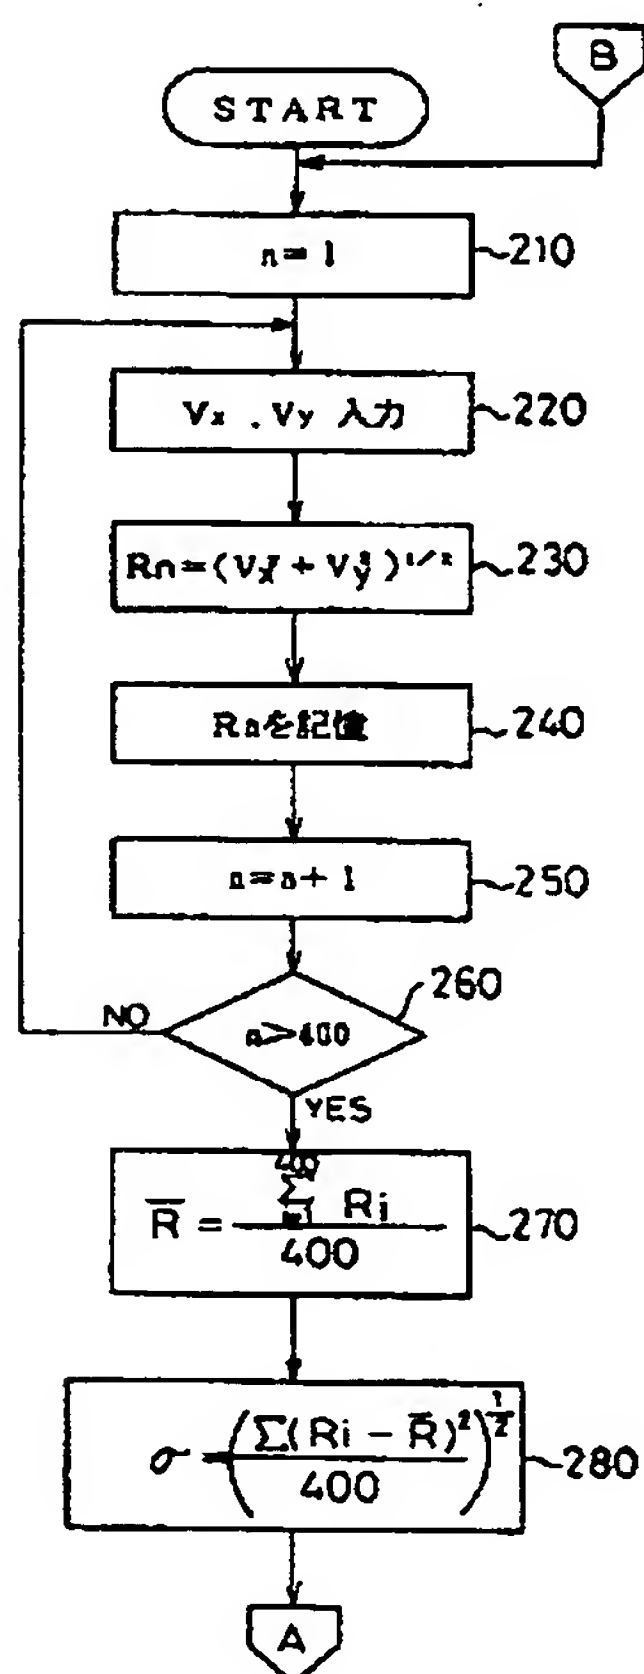 B
START
n=1
210
Vx . Vy 入力
220
Rn=(Vx² + Vy²)^1/2
230
Rnを記憶
240
n=n+1
250
260
n>400
NO
YES
R̄ = Σ Ri / 400
400
270
σ = (Σ(Ri - R̄)² / 400)^1/2
280
A